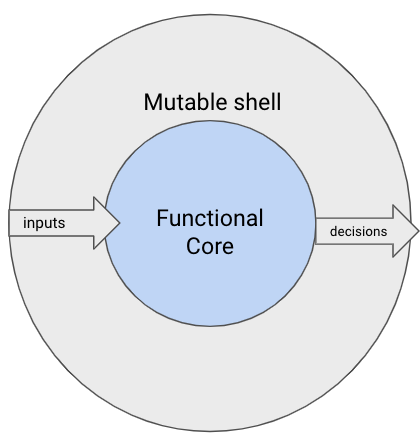 Mutable shell
inputs
Functional
Core
decisions